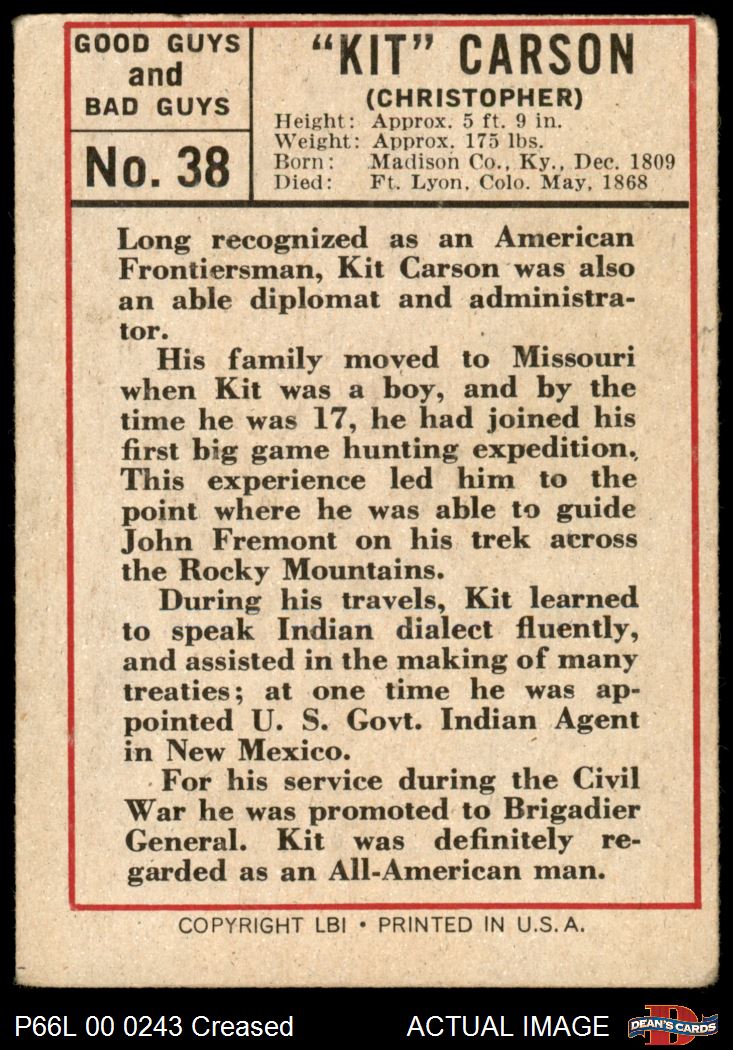 GOOD GUYS
and
BAD GUYS
No. 38
"KIT" CARSON
(CHRISTOPHER)
Height: Approx. 5 ft. 9 in.
Weight: Approx. 175 lbs.
Born: Madison Co., Ky., Dec. 1809
Died: Ft. Lyon, Colo. May, 1868
Long recognized as an American
Frontiersman, Kit Carson was also
an able diplomat and administra-
tor.
His family moved to Missouri
when Kit was a boy, and by the
time he was 17, he had joined his
first big game hunting expedition.
This experience led him to the
point where he was able to guide
John Fremont on his trek across
the Rocky Mountains.
During his travels, Kit learned
to speak Indian dialect fluently,
and assisted in the making of many
treaties; at one time he was ap-
pointed U. S. Govt. Indian Agent
in New Mexico.
For his service during the Civil
War he was promoted to Brigadier
General. Kit was definitely re-
garded as an All-American man.
COPYRIGHT LBI • PRINTED IN U.S.A.
P66L 00 0243 Creased ACTUAL IMAGE
D
DEAN'S CARDS